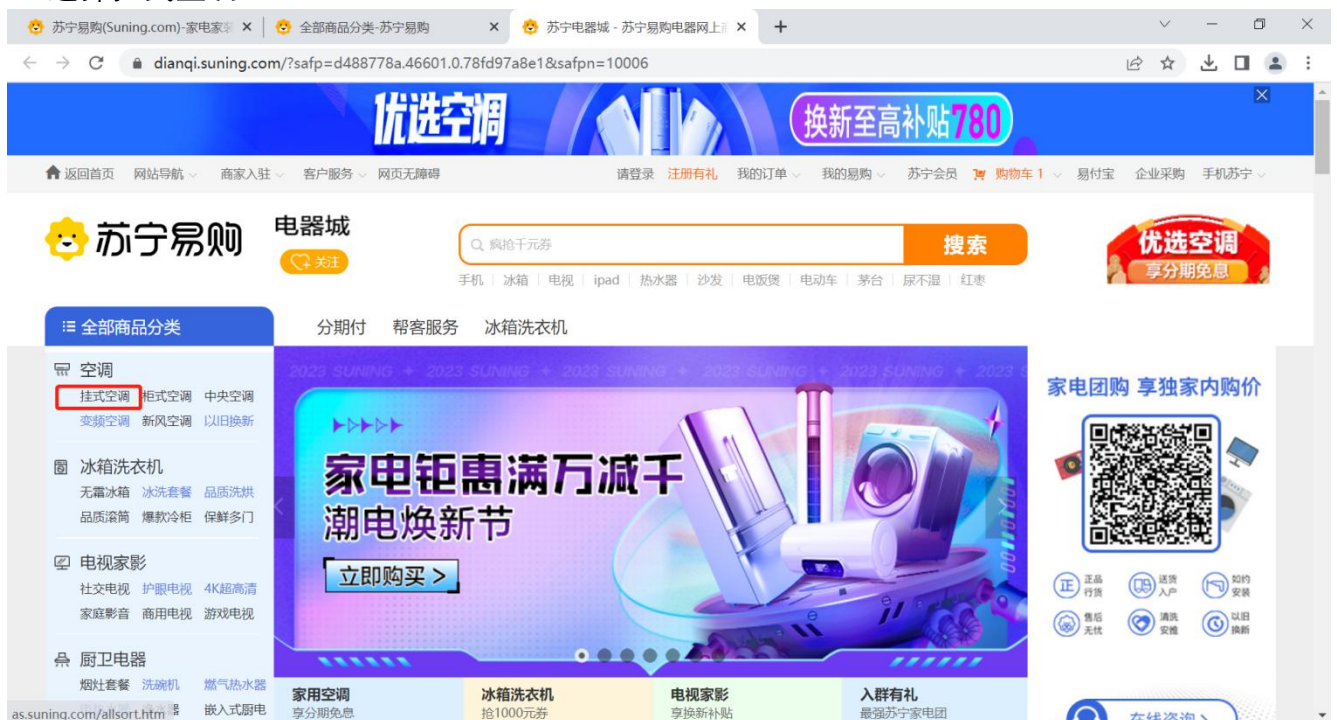 苏宁易购(Suning.com)-家电家
全部商品分类-苏宁易购
苏宁电器城 - 苏宁易购电器网上
dianqi.suning.com/?safp=d488778a.46601.0.78fd97a8e1&safpn=10006
优选空调
换新至高补贴780
返回首页 网站导航 商家入驻 客户服务 网页无障碍 请登录 注册有礼 我的订单 我的易购 苏宁会员 购物车 1 易付宝 企业采购 手机苏宁
苏宁易购
电器城
关注
疯抢千元券
搜索
手机 冰箱 电视 ipad 热水器 沙发 电饭煲 电动车 茅台 尿不湿 红枣
优选空调
享分期免息
全部商品分类
分期付 帮客服务 冰箱洗衣机
空调
挂式空调 柜式空调 中央空调
变频空调 新风空调 以旧换新
冰箱洗衣机
无霜冰箱 冰洗套餐 品质洗烘
品质滚筒 爆款冷柜 保鲜多门
电视家影
社交电视 护眼电视 4K超高清
家庭影音 商用电视 游戏电视
厨卫电器
烟灶套餐 洗碗机 燃气热水器
嵌入式厨电
as.suning.com/allsort.htm
2023 SUNING + 2023 SUNING + 2023 SUNING + 2023 SUNING + 2023 SUNING + 2023
家电钜惠满万减千
潮电焕新节
立即购买 >
家用空调
享分期免息
冰箱洗衣机
抢1000元券
电视家影
享换新补贴
入群有礼
最强苏宁家电团
家电团购 享独家内购价
正
正品
行货
送货
入户
如约
安装
售后
无忧
清洗
安维
以旧
换新
在线咨询 >